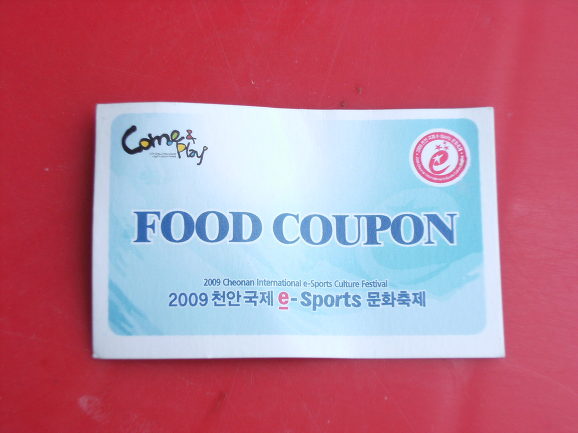 Come & Play!
FOOD COUPON
2009 Cheonan International e-Sports Culture Festival
2009 천안 국제 e-Sports 문화축제